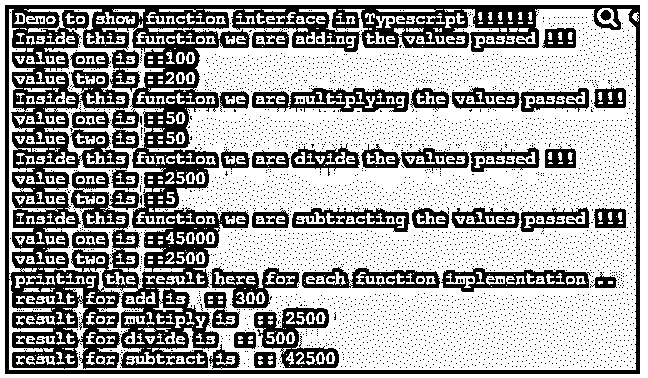 Demo to show function interface in Typescript !!!!!!
Inside this function we are adding the values passed !!!
value one is ::100
value two is ::200
Inside this function we are multiplying the values passed !!!
value one is ::50
value two is ::50
Inside this function we are divide the values passed !!!
value one is ::2500
value two is ::5
Inside this function we are subtracting the values passed !!!
value one is ::45000
value two is ::2500
printing the result here for each function implementation ..
result for add is  :: 300
result for multiply is  :: 2500
result for divide is  :: 500
result for subtract is  :: 42500